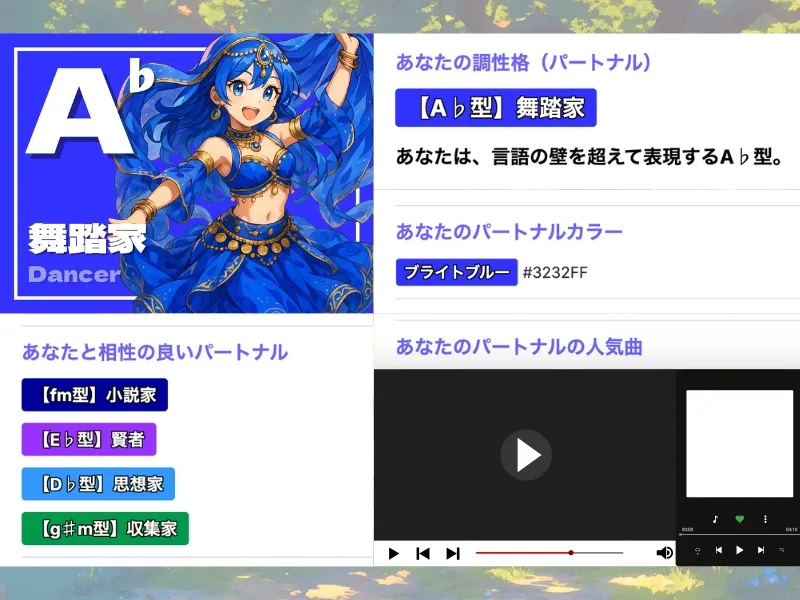 A♭
舞踏家
Dancer
あなたの調性格（パートナル）
【A♭型】舞踏家
あなたは、言語の壁を超えて表現するA♭型。
あなたのパートナルカラー
ブライトブルー #3232FF
あなたと相性の良いパートナル
【fm型】小説家
【E♭型】賢者
【D♭型】思想家
【g♯m型】収集家
あなたのパートナルの人気曲
00:00
04:10